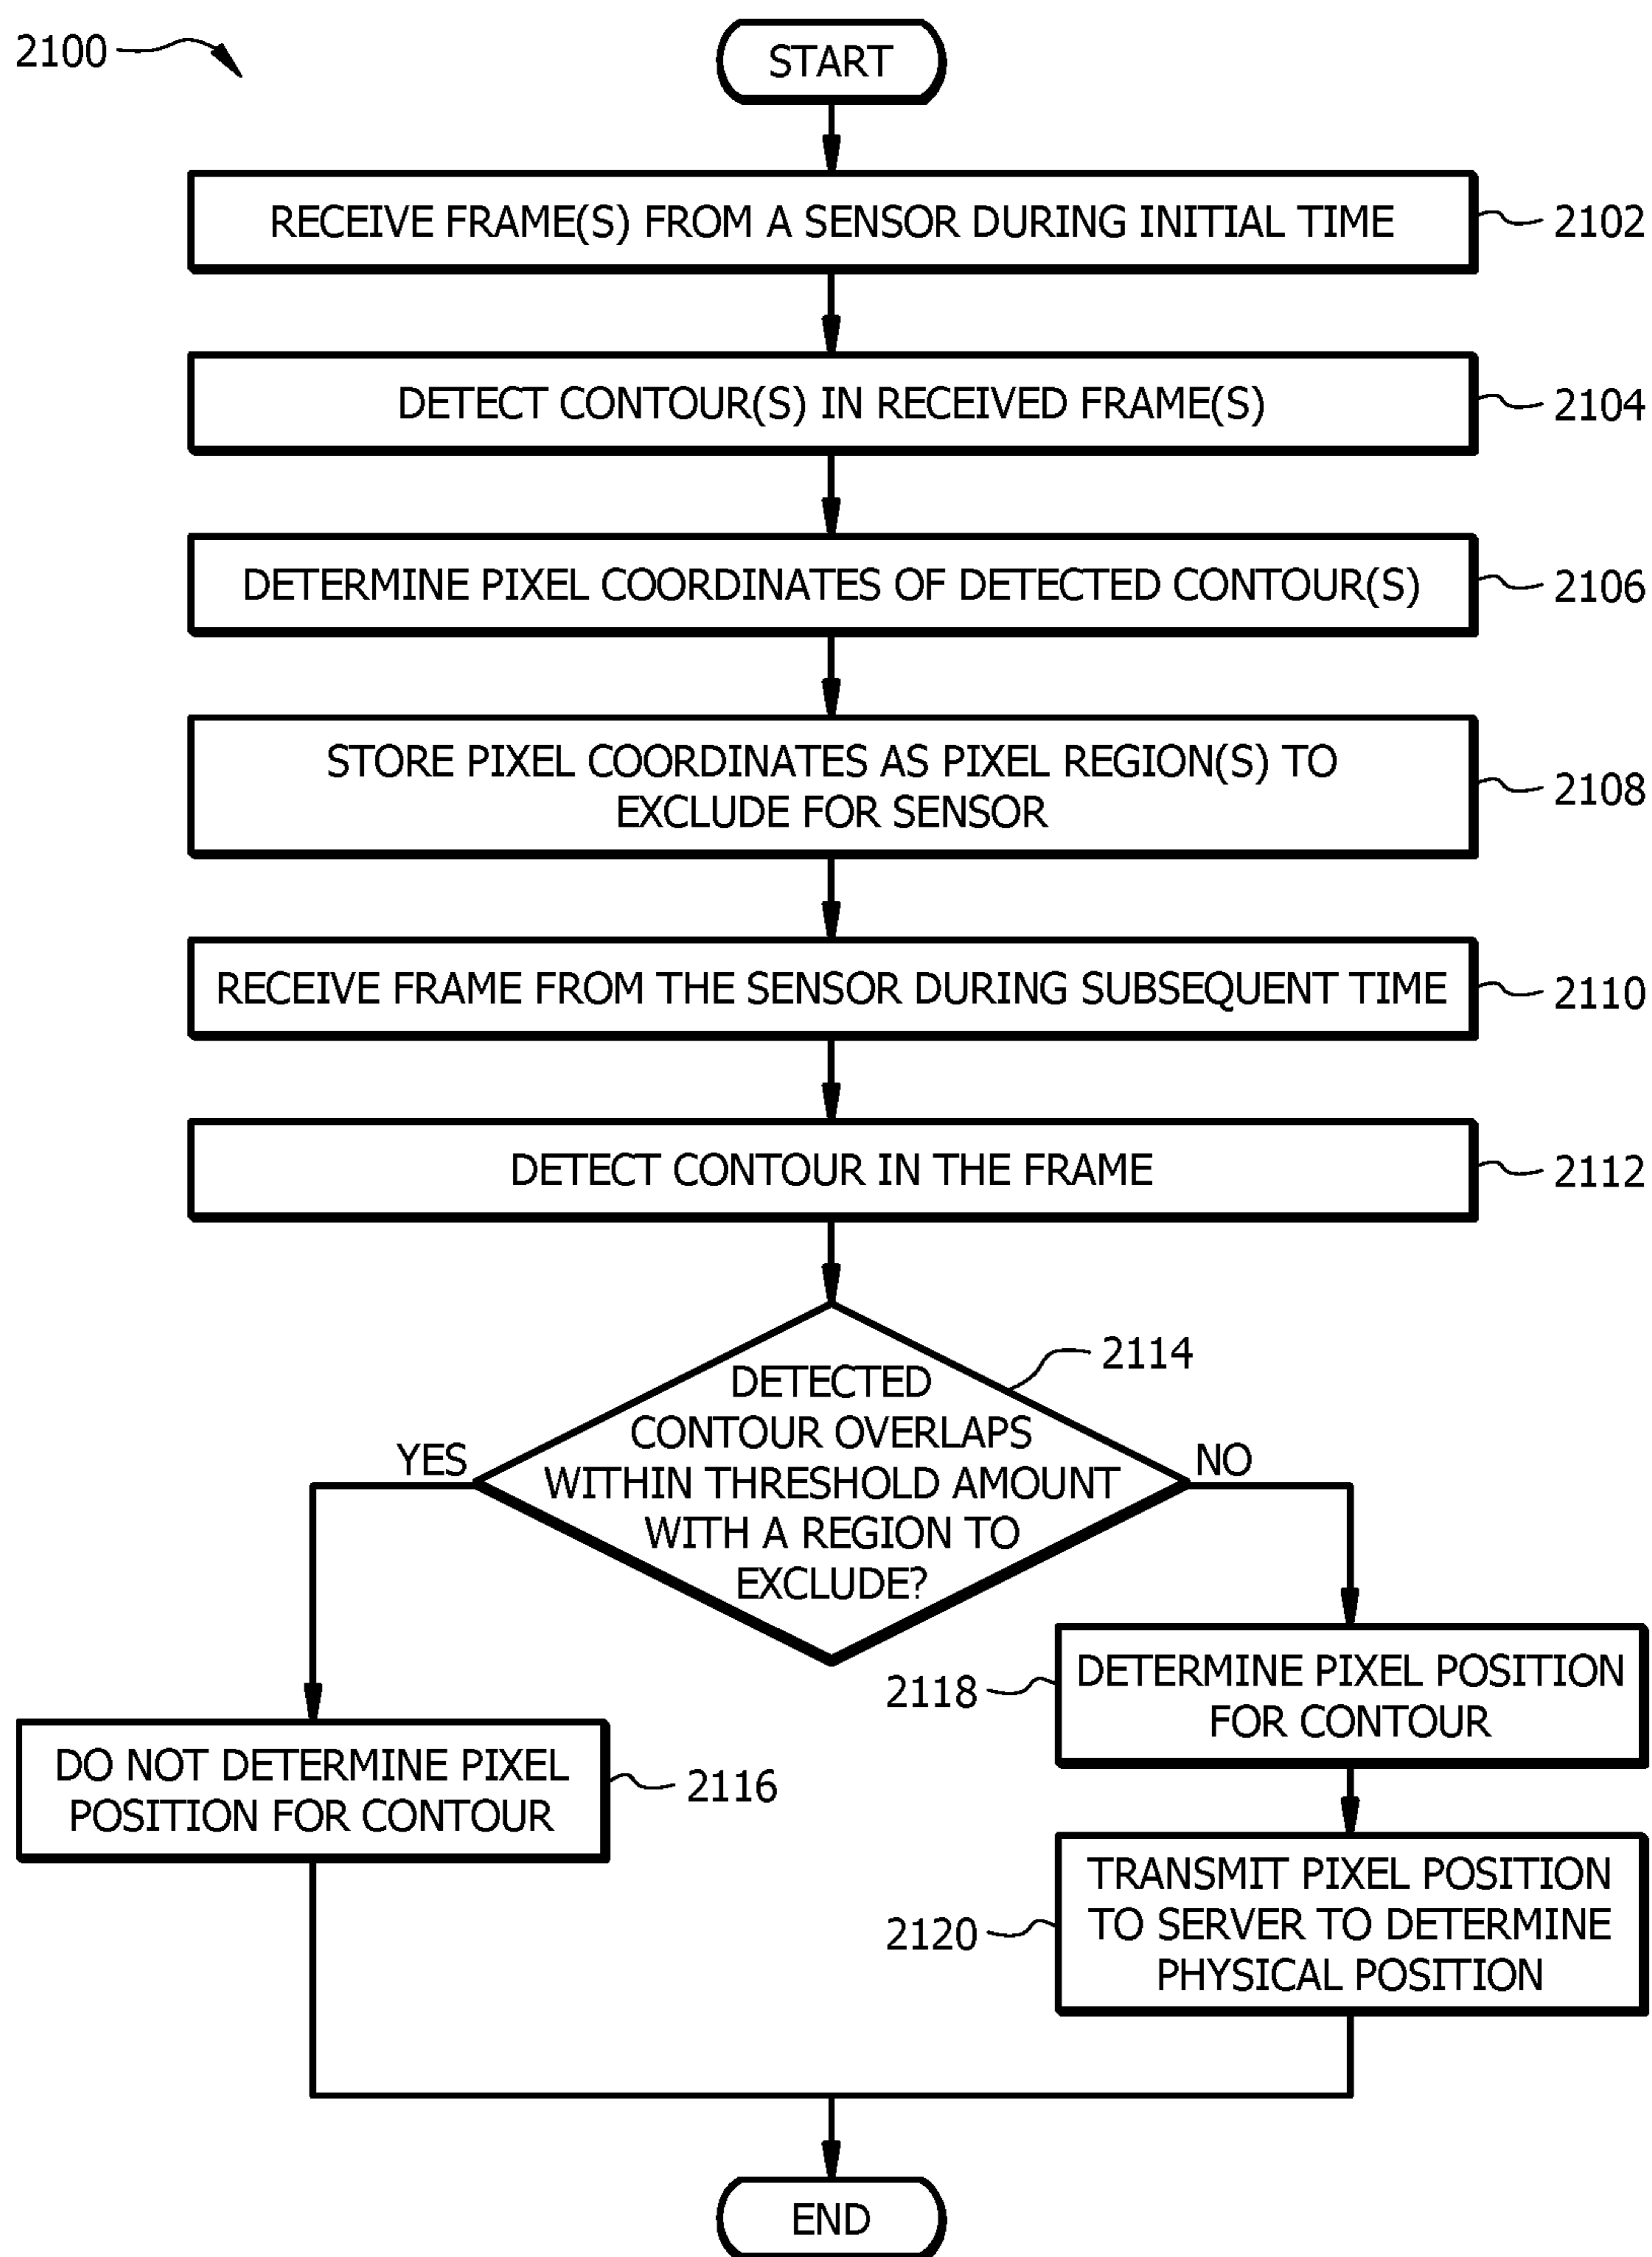 2100
START
RECEIVE FRAME(S) FROM A SENSOR DURING INITIAL TIME
2102
DETECT CONTOUR(S) IN RECEIVED FRAME(S)
2104
DETERMINE PIXEL COORDINATES OF DETECTED CONTOUR(S)
2106
STORE PIXEL COORDINATES AS PIXEL REGION(S) TO
EXCLUDE FOR SENSOR
2108
RECEIVE FRAME FROM THE SENSOR DURING SUBSEQUENT TIME
2110
DETECT CONTOUR IN THE FRAME
2112
2114
DETECTED
CONTOUR OVERLAPS
WITHIN THRESHOLD AMOUNT
WITH A REGION TO
EXCLUDE?
YES
NO
DO NOT DETERMINE PIXEL
POSITION FOR CONTOUR
2116
2118
DETERMINE PIXEL POSITION
FOR CONTOUR
2120
TRANSMIT PIXEL POSITION
TO SERVER TO DETERMINE
PHYSICAL POSITION
END